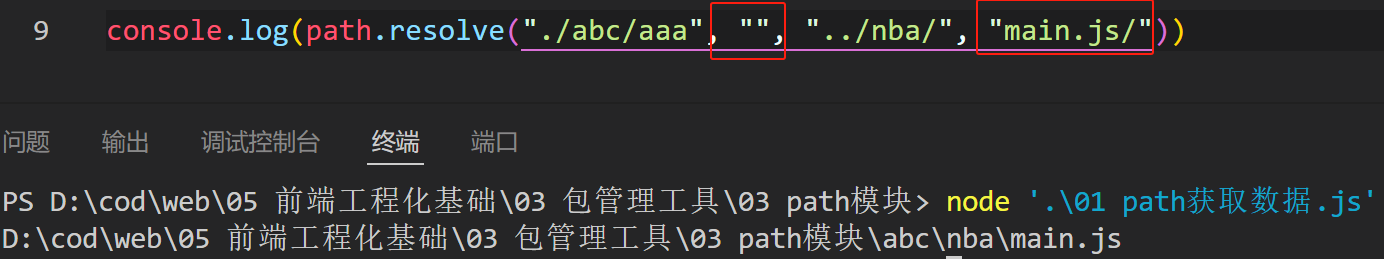 9 console.log(path.resolve("./abc/aaa", "", "../nba/", "main.js/"))
问题 输出 调试控制台 终端 端口
PS D:\cod\web\05 前端工程化基础\03 包管理工具\03 path模块> node '.\01 path获取数据.js'
D:\cod\web\05 前端工程化基础\03 包管理工具\03 path模块\abc\nba\main.js